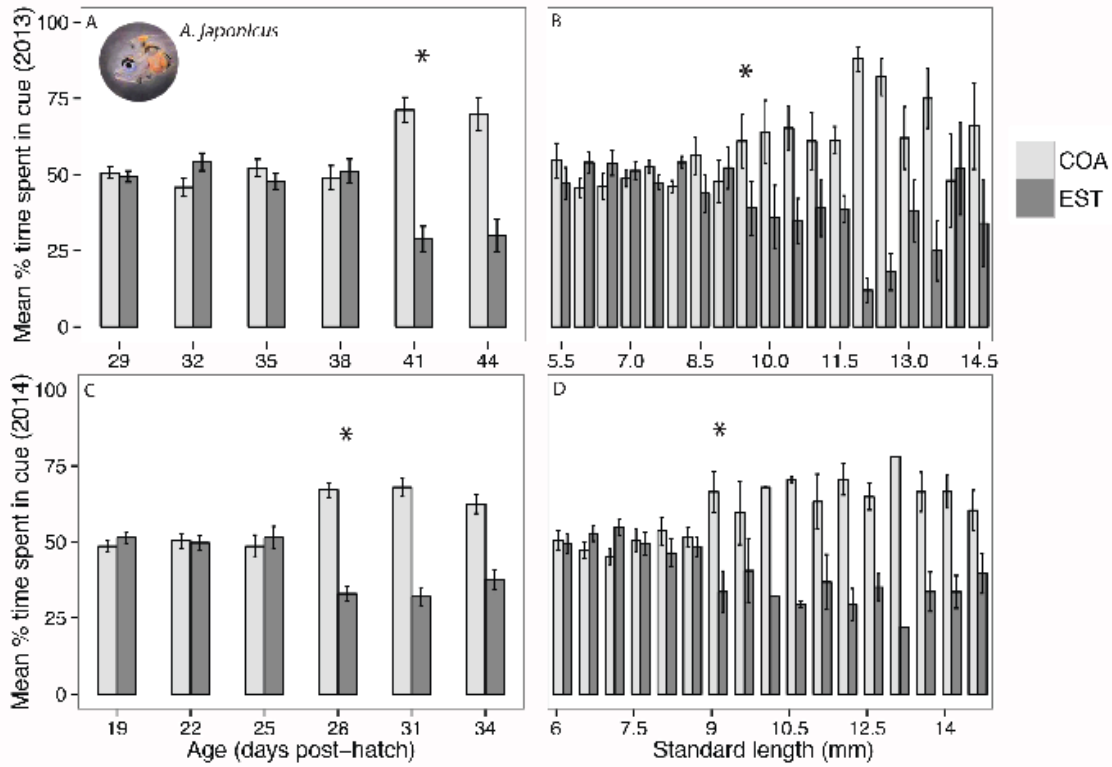 A
A. japonicus
*
Mean % time spent in cue (2013)
100
75
50
25
0
29 32 35 38 41 44
B
*
5.5 7.0 8.5 10.0 11.5 13.0 14.5
COA
EST
C
*
Mean % time spent in cue (2014)
100
75
50
25
0
19 22 25 28 31 34
Age (days post–hatch)
D
*
6 7.5 9 10.5 12.5 14
Standard length (mm)